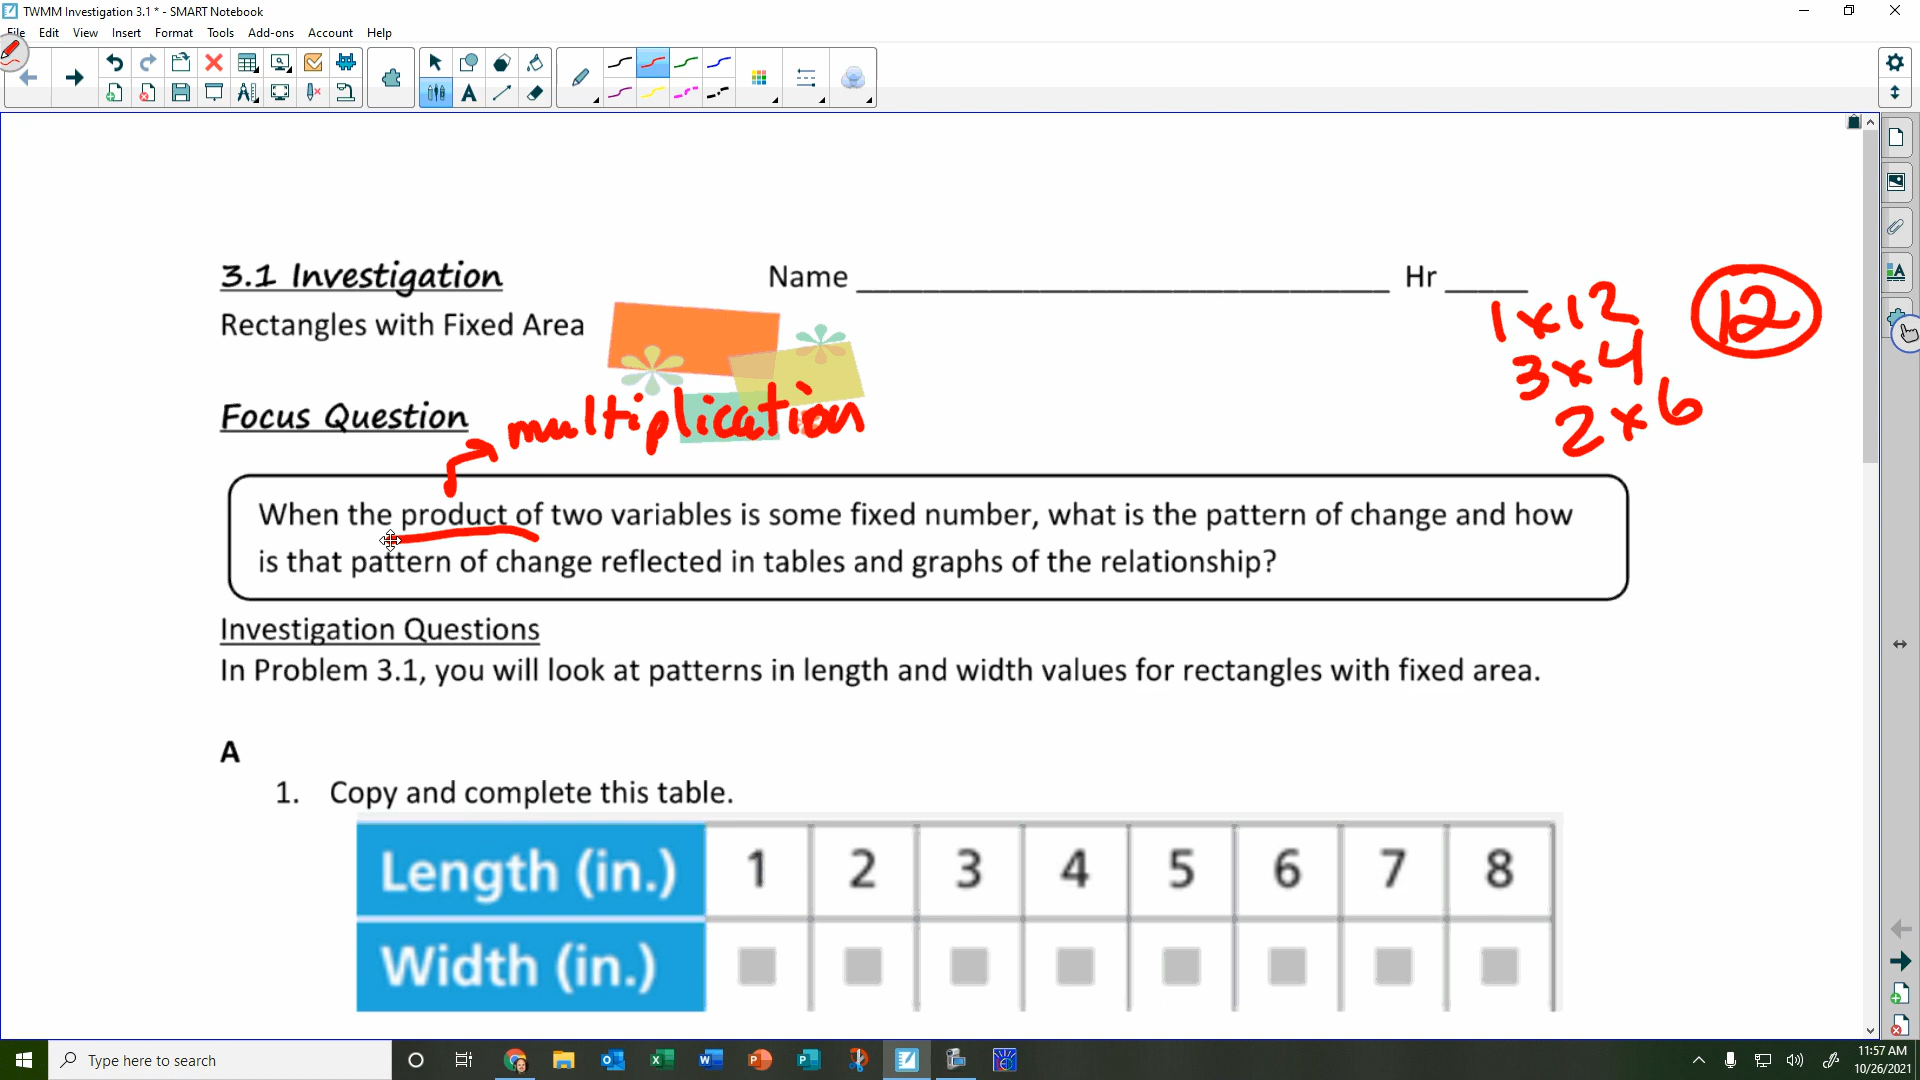 TWMM Investigation 3.1 * - SMART Notebook
File Edit View Insert Format Tools Add-ons Account Help
3.1 Investigation
Name ________________________________ Hr _____
Rectangles with Fixed Area
1x12
12
3x4
2x6
Focus Question
multiplication
When the product of two variables is some fixed number, what is the pattern of change and how
is that pattern of change reflected in tables and graphs of the relationship?
Investigation Questions
In Problem 3.1, you will look at patterns in length and width values for rectangles with fixed area.
A
1. Copy and complete this table.
Length (in.) 1 2 3 4 5 6 7 8
Width (in.)
Type here to search
11:57 AM
10/26/2021